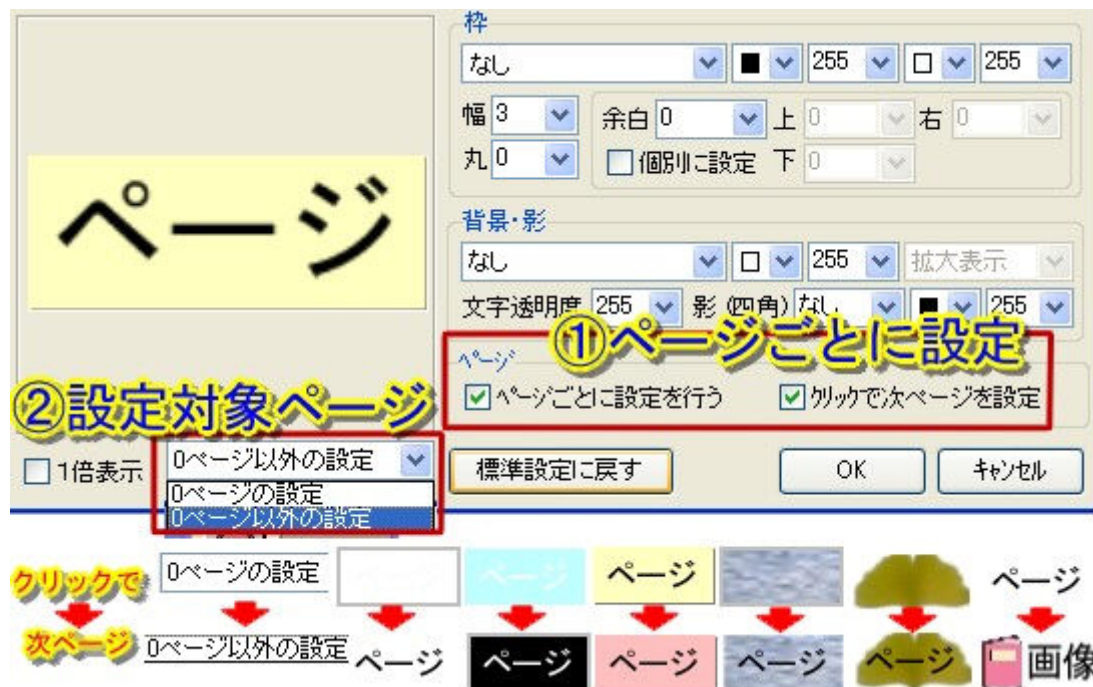 枠
なし 255 255
幅 3 余白 0 上 0 右 0
丸 0 個別に設定 下 0
ページ
背景・影
なし 255 拡大表示
文字透明度 255 影 (四角) なし 255
①ページごとに設定
ページ
ページごとに設定を行う クリックで次ページを設定
②設定対象ページ
1倍表示 0ページ以外の設定 標準設定に戻す OK キャンセル
0ページの設定
0ページ以外の設定
クリックで 0ページの設定 ページ ページ ページ
次ページ 0ページ以外の設定 ページ ページ ページ ページ ページ 画像